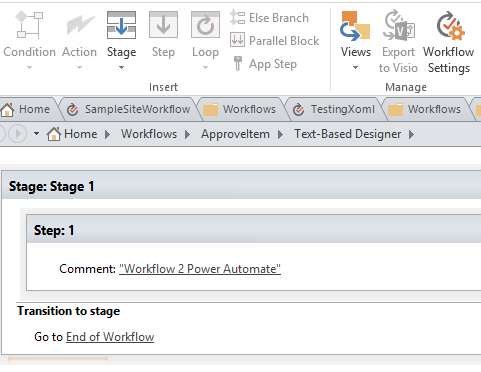 Condition Action Stage Step Loop Else Branch Views Export to Visio Workflow Settings
Parallel Block
App Step
Insert Manage
Home SampleSiteWorkflow Workflows TestingXoml Workflows
Home Workflows ApproveItem Text-Based Designer
Stage: Stage 1
Step: 1
Comment: "Workflow 2 Power Automate"
Transition to stage
Go to End of Workflow